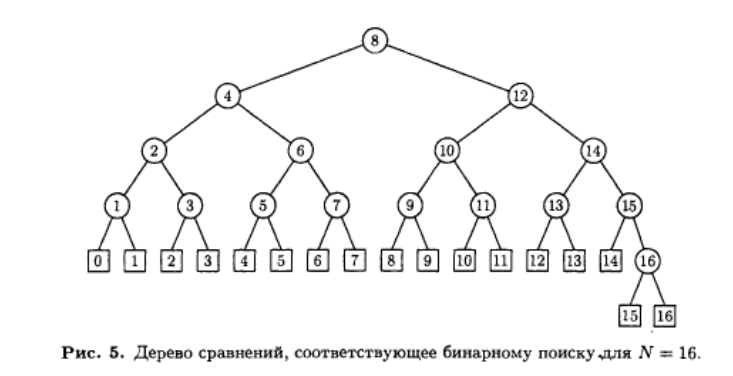 8
4 12
2 6 10 14
1 3 5 7 9 11 13 15
0 1 2 3 4 5 6 7 8 9 10 11 12 13 14 16
15 16
Рис. 5. Дерево сравнений, соответствующее бинарному поиску для N = 16.